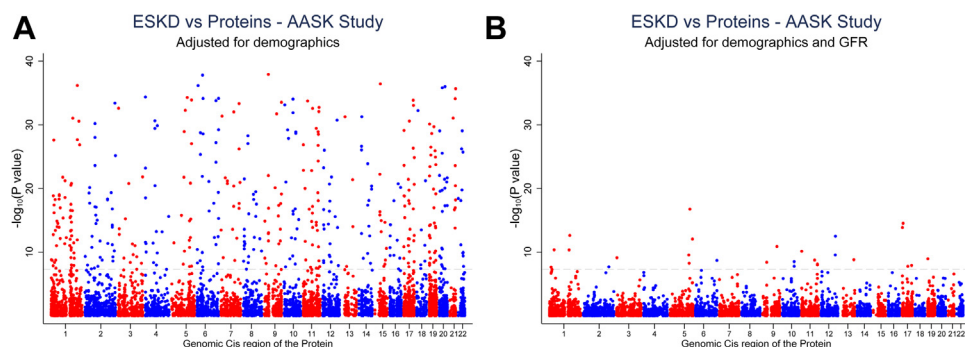 A
ESKD vs Proteins - AASK Study
Adjusted for demographics
40
30
20
10
-log10(P value)
1 2 3 4 5 6 7 8 9 10 11 12 13 14 15 16 17 18 19 20 21 22
Genomic Cis region of the Protein
B
ESKD vs Proteins - AASK Study
Adjusted for demographics and GFR
40
30
20
10
-log10(P value)
1 2 3 4 5 6 7 8 9 10 11 12 13 14 15 16 17 18 19 20 21 22
Genomic Cis region of the Protein